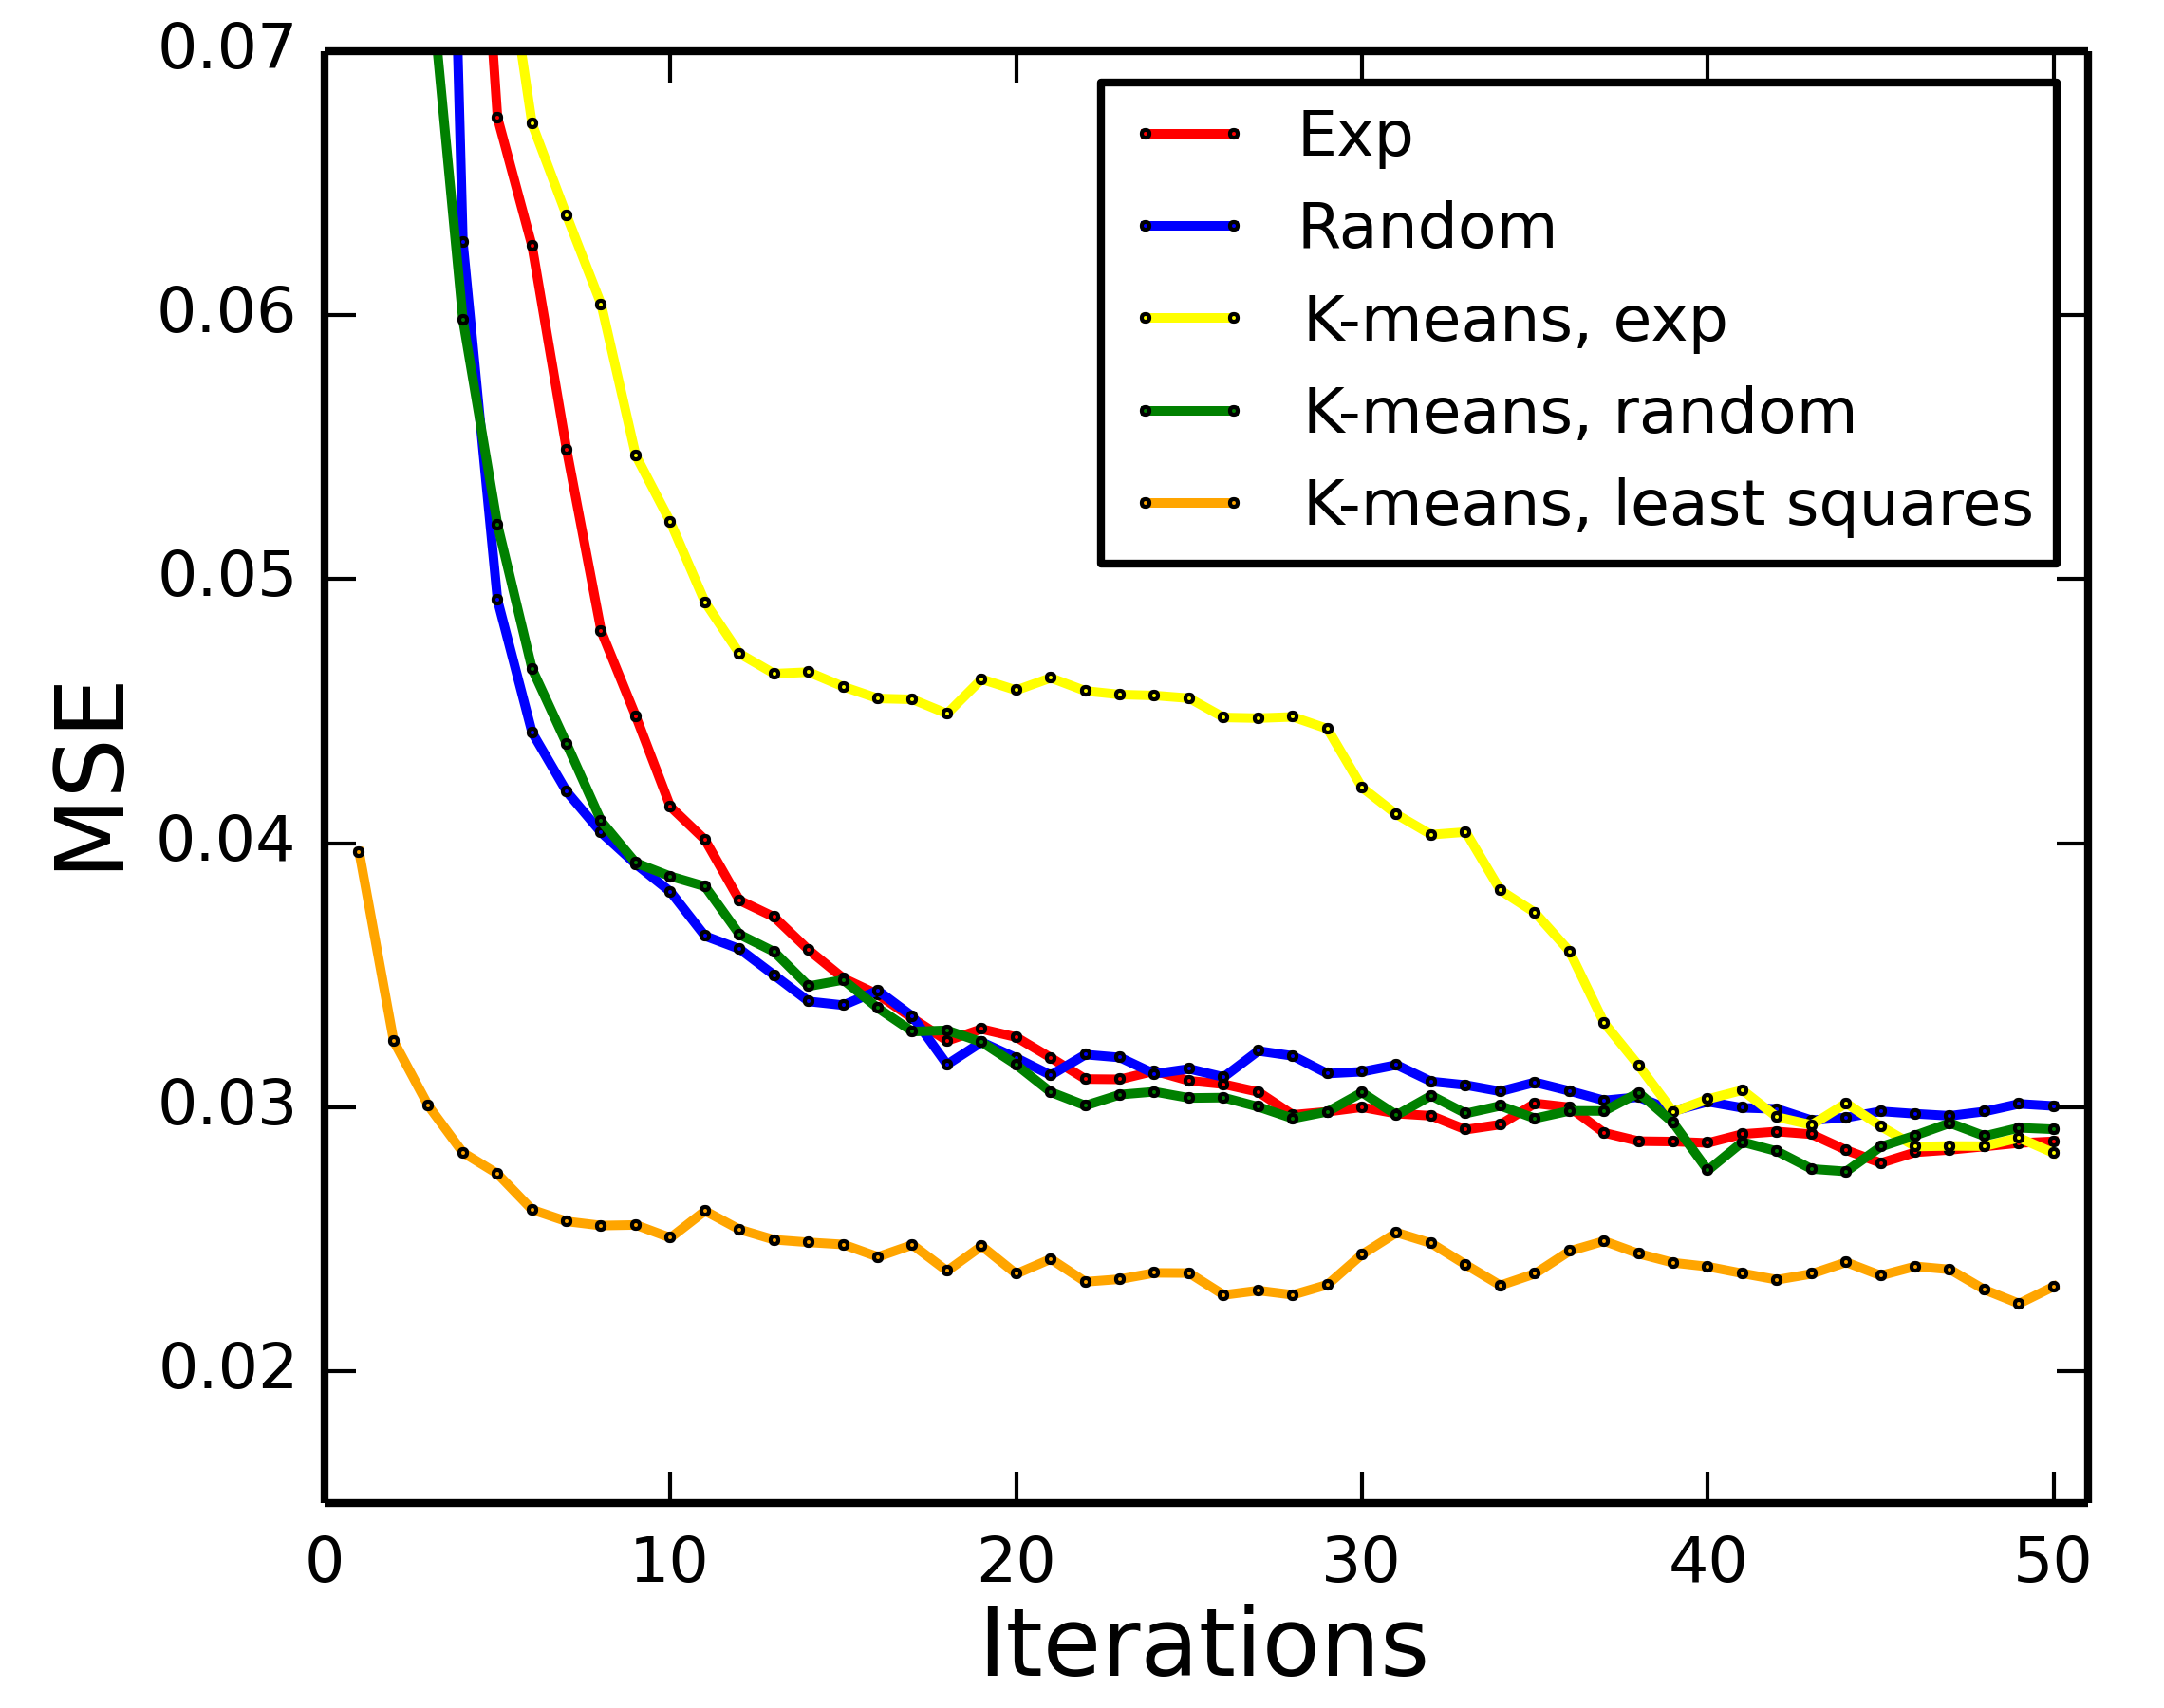 0.07
0.06
0.05
0.04
0.03
0.02
MSE
Exp
Random
K-means, exp
K-means, random
K-means, least squares
0 10 20 30 40 50
Iterations